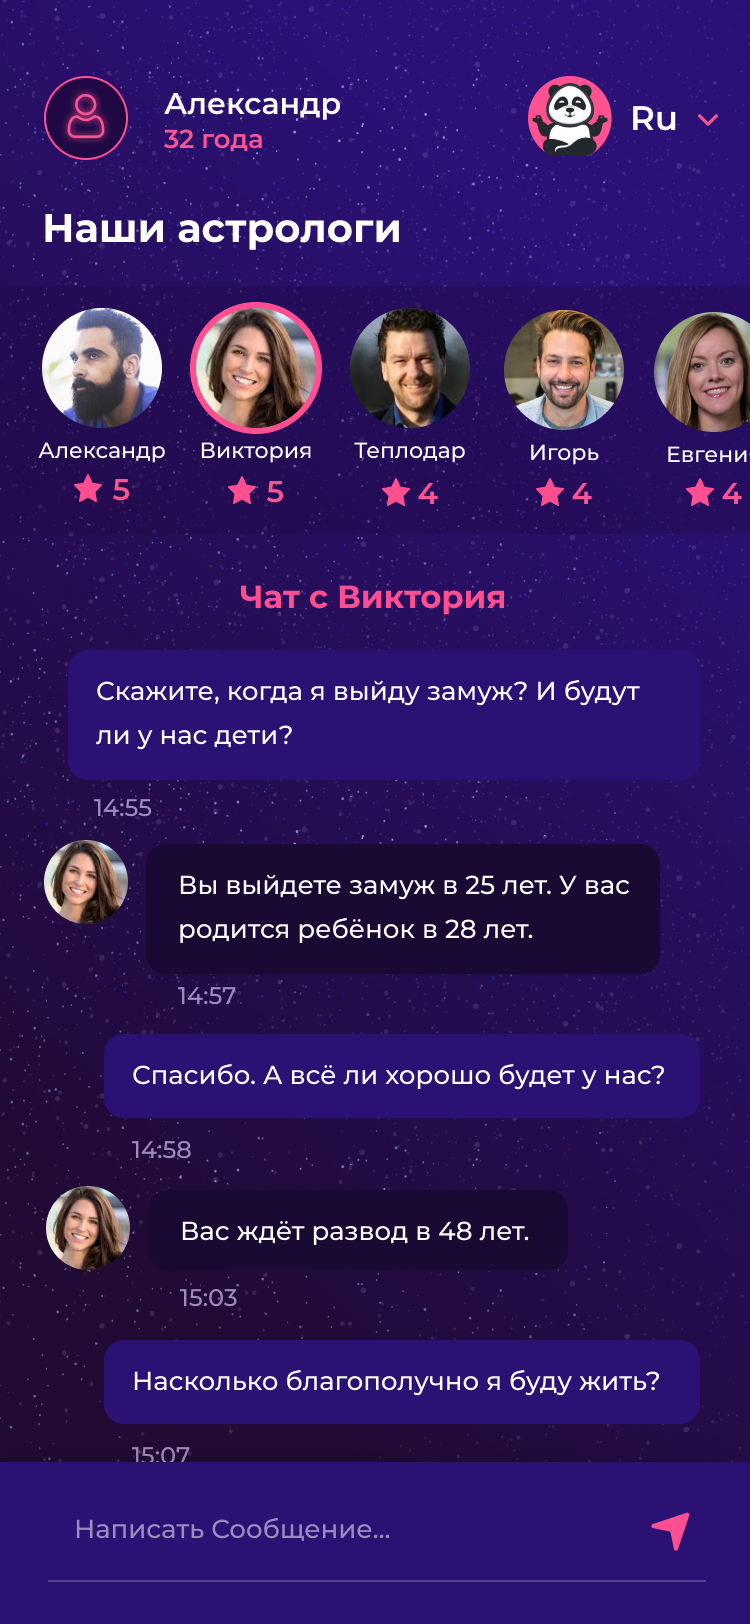 Александр
32 года
Ru
Наши астрологи
Александр
Виктория
Теплодар
Игорь
Евгени
5
5
4
4
4
Чат с Виктория
Скажите, когда я выйду замуж? И будут
ли у нас дети?
14:55
Вы выйдете замуж в 25 лет. У вас
родится ребёнок в 28 лет.
14:57
Спасибо. А всё ли хорошо будет у нас?
14:58
Вас ждёт развод в 48 лет.
15:03
Насколько благополучно я буду жить?
15:07
Написать Сообщение...